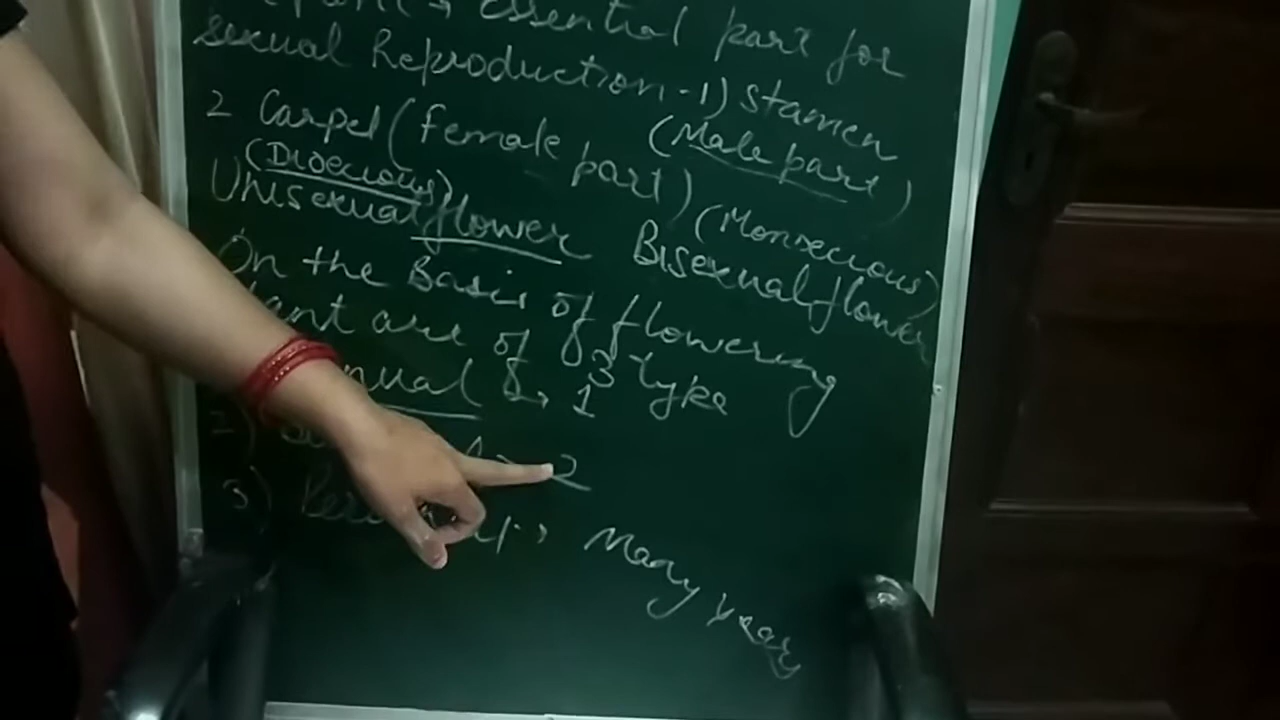 essential part for
sexual Reproduction - 1) Stamen
(Male part)
2 Carpel (female part)
(Dioecious)
Unisexual flower
(Monoecious)
Bisexual flower
On the Basis of flowering
are of 3 type
1
2
3)
Many year